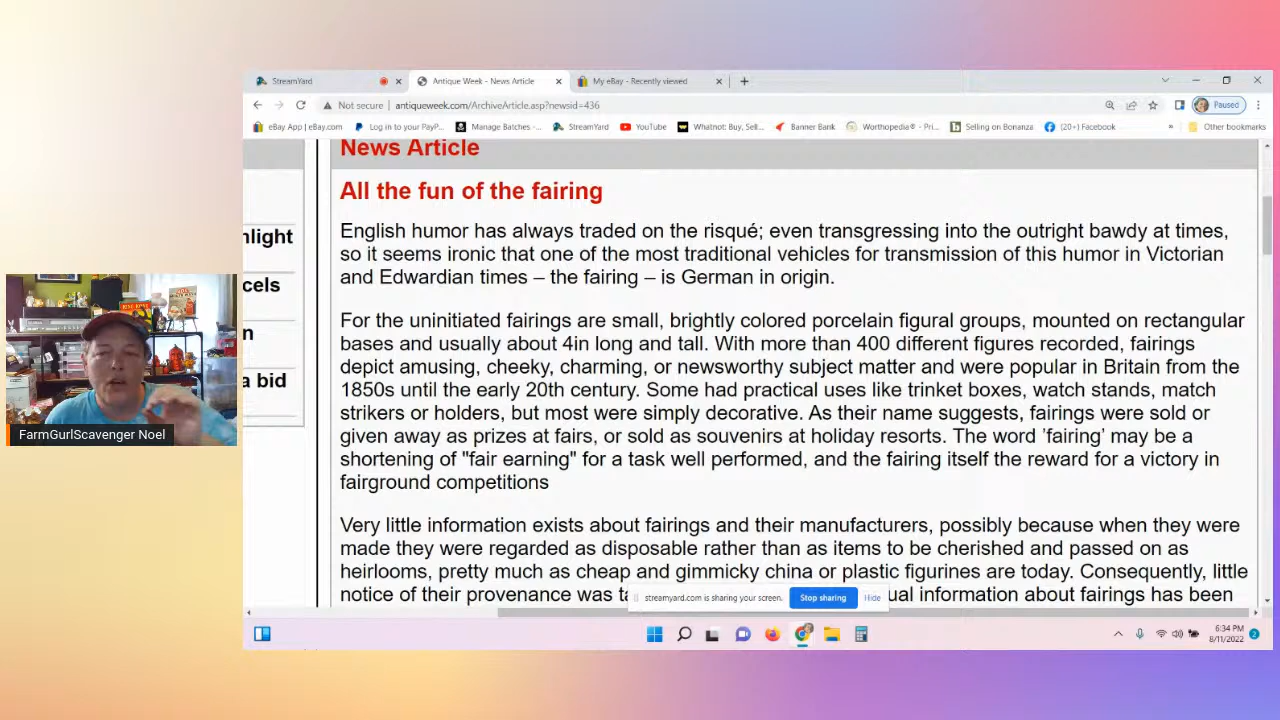 StreamYard
Antique Week - News Article
My eBay - Recently viewed
Not secure
antiqueweek.com/ArchiveArticle.asp?newsid=436
Paused
eBay App | eBay.com
Log in to your PayP...
Manage Batches -...
StreamYard
YouTube
Whatnot: Buy, Sell...
Banner Bank
Worthopedia® - Pri...
Selling on Bonanza
(20+) Facebook
»
Other bookmarks
News Article
All the fun of the fairing
English humor has always traded on the risqué; even transgressing into the outright bawdy at times,
so it seems ironic that one of the most traditional vehicles for transmission of this humor in Victorian
and Edwardian times – the fairing – is German in origin.
For the uninitiated fairings are small, brightly colored porcelain figural groups, mounted on rectangular
bases and usually about 4in long and tall. With more than 400 different figures recorded, fairings
depict amusing, cheeky, charming, or newsworthy subject matter and were popular in Britain from the
1850s until the early 20th century. Some had practical uses like trinket boxes, watch stands, match
strikers or holders, but most were simply decorative. As their name suggests, fairings were sold or
given away as prizes at fairs, or sold as souvenirs at holiday resorts. The word 'fairing' may be a
shortening of "fair earning" for a task well performed, and the fairing itself the reward for a victory in
fairground competitions
Very little information exists about fairings and their manufacturers, possibly because when they were
made they were regarded as disposable rather than as items to be cherished and passed on as
heirlooms, pretty much as cheap and gimmicky china or plastic figurines are today. Consequently, little
notice of their provenance was ta
ual information about fairings has been
nlight
cels
n
a bid
FarmGurlScavenger Noel
streamyard.com is sharing your screen.
Stop sharing
Hide
6:34 PM
8/11/2022
2